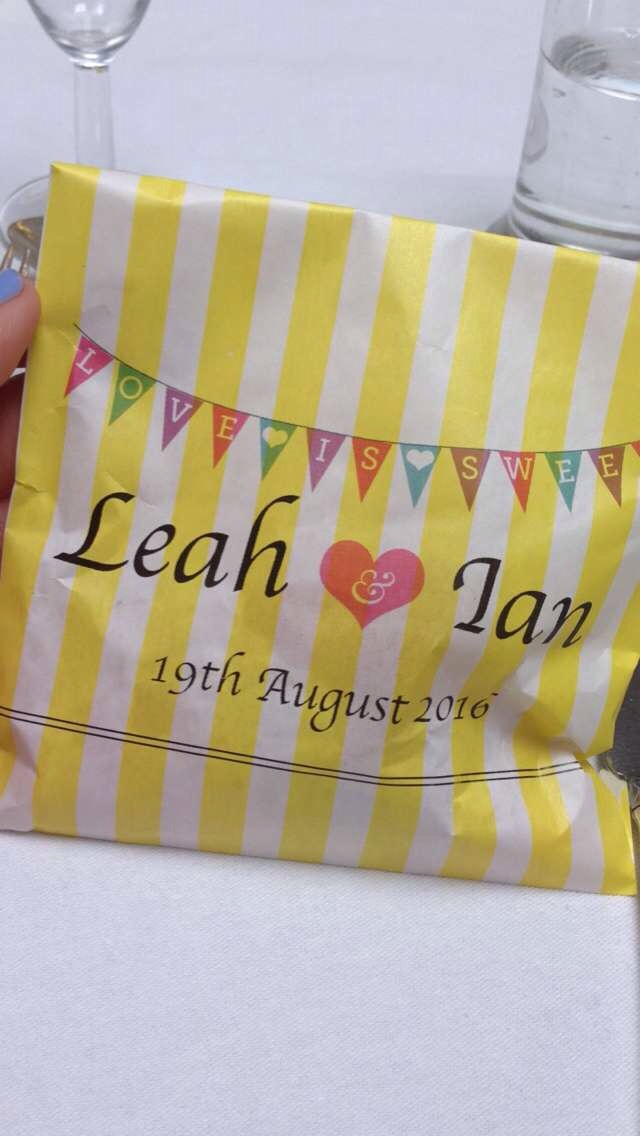 LOVE IS SWEE
Leah & Ian
19th August 2016